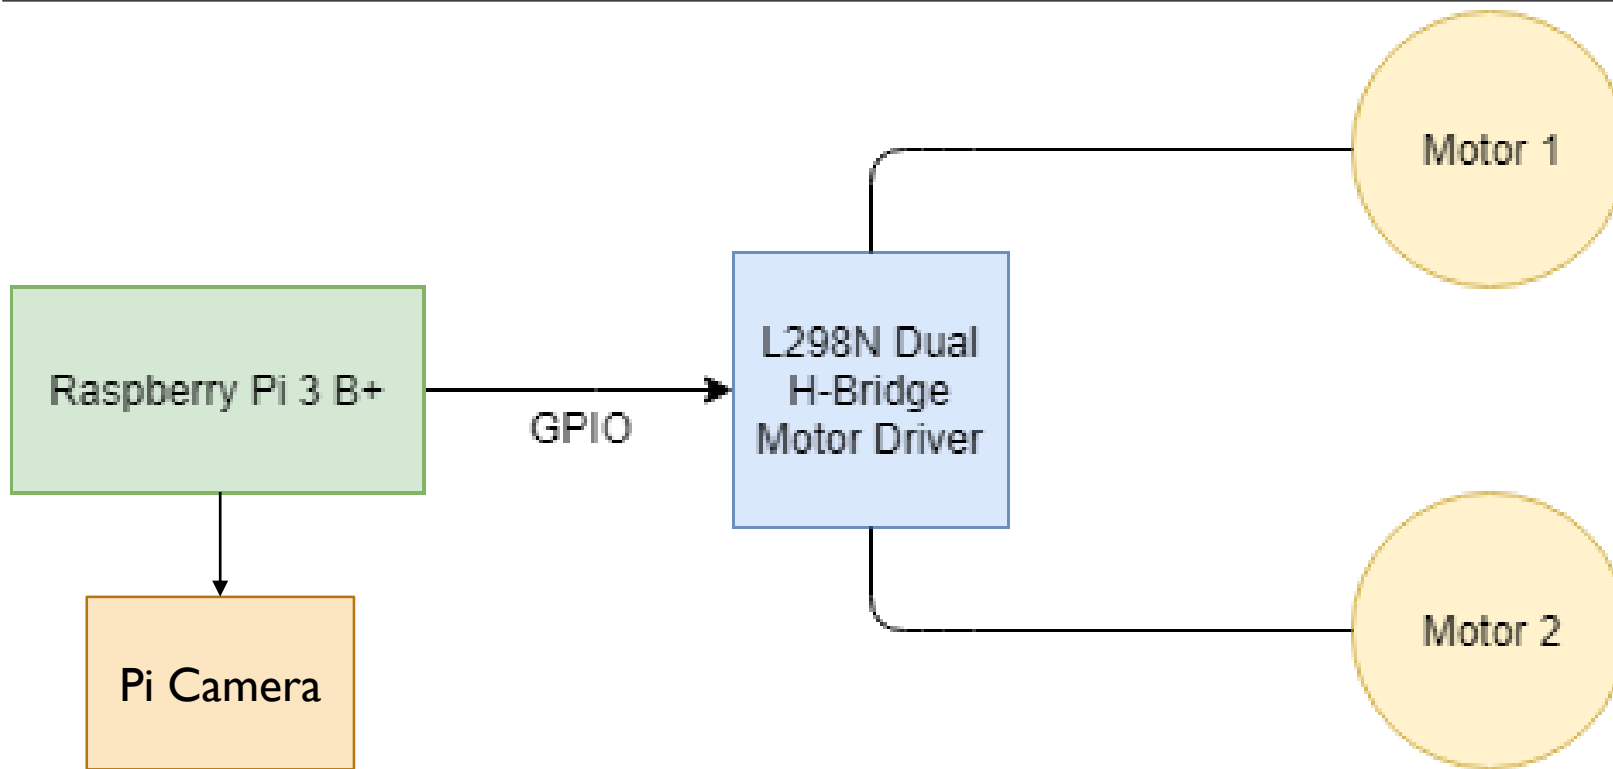 Motor 1
Raspberry Pi 3 B+
GPIO
L298N Dual
H-Bridge
Motor Driver
Pi Camera
Motor 2